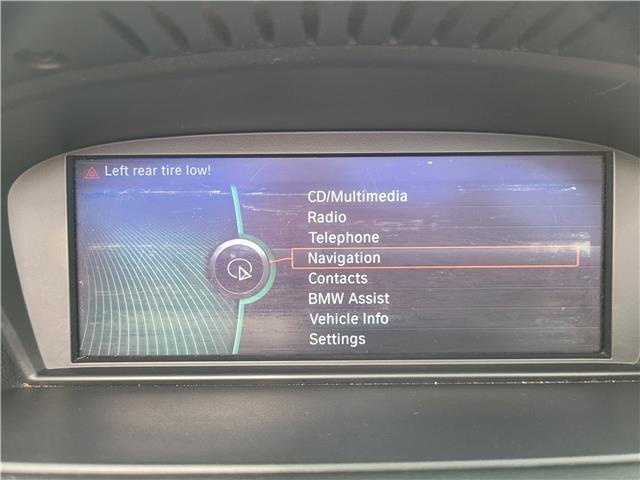 Left rear tire low!
CD/Multimedia
Radio
Telephone
Navigation
Contacts
BMW Assist
Vehicle Info
Settings